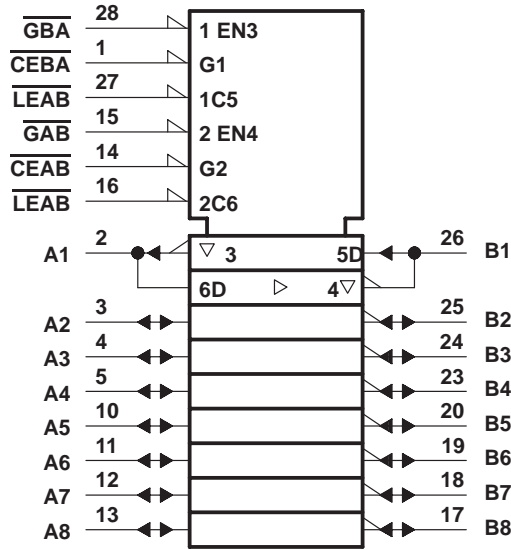 28
GBA 1 EN3
1
CEBA G1
27
LEAB 1C5
15
GAB 2 EN4
14
CEAB G2
16
LEAB 2C6
2 26
A1 3 5D B1
6D 4
3 25
A2 B2
4 24
A3 B3
5 23
A4 B4
10 20
A5 B5
11 19
A6 B6
12 18
A7 B7
13 17
A8 B8